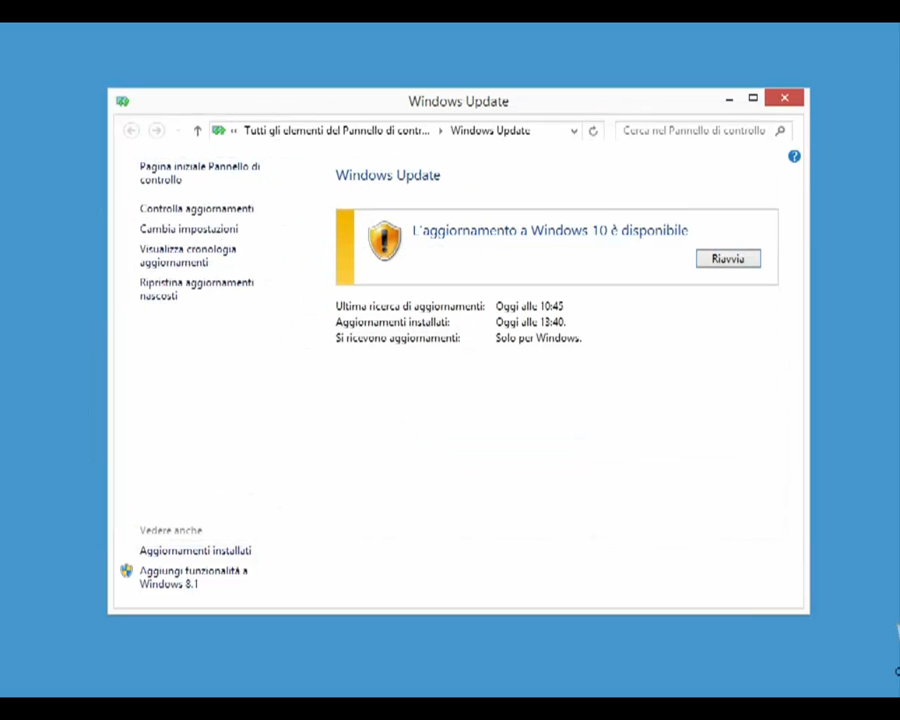 Windows Update
Tutti gli elementi del Pannello di contr... Windows Update
Cerca nel Pannello di controllo
Pagina iniziale Pannello di
controllo
Controlla aggiornamenti
Cambia impostazioni
Visualizza cronologia
aggiornamenti
Ripristina aggiornamenti
nascosti
Windows Update
L'aggiornamento a Windows 10 è disponibile
Riavvia
Ultima ricerca di aggiornamenti: Oggi alle 10:45
Aggiornamenti installati: Oggi alle 13:40.
Si ricevono aggiornamenti: Solo per Windows.
Vedere anche
Aggiornamenti installati
Aggiungi funzionalità a
Windows 8.1